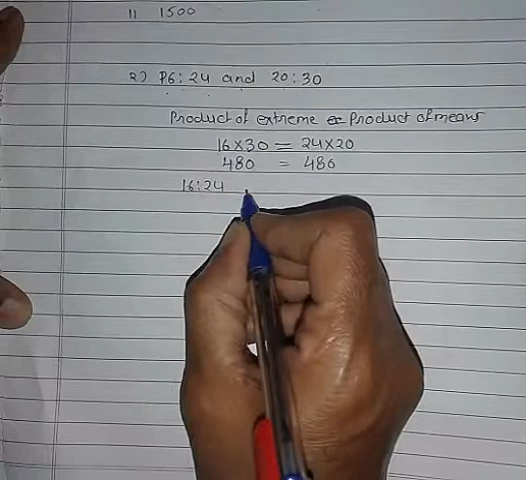 11 1500
2) 16:24 and 20:30
Product of extreme = Product of means
16×30 = 24×20
480 = 480
16:24